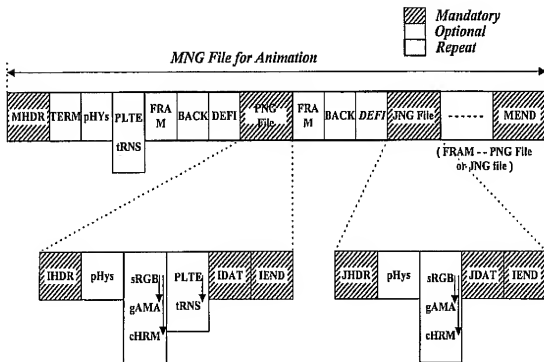 Mandatory
Optional
Repeat
MNG File for Animation
MHDR TERM pHYs PLTE tRNS FRA M BACK DEFI PNG File FRA M BACK DEFI JNG File ----- MEND
( FRAM -- PNG File
or JNG file )
IHDR pHys sRGB gAMA cHRM PLTE tRNS IDAT IEND
JHDR pHys sRGB gAMA cHRM JDAT IEND